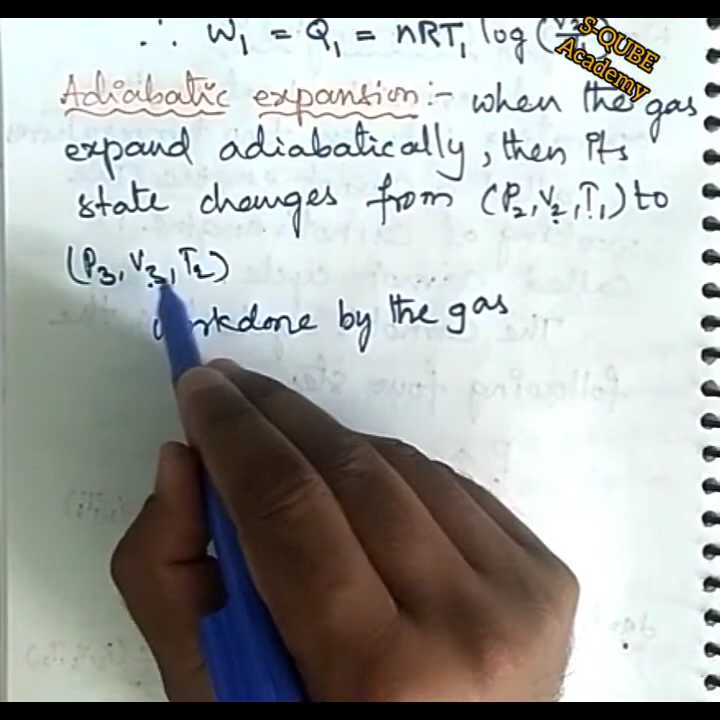 ∴ W₁ = Q₁ = nRT₁ log(
S-QUBE
Academy
Adiabatic expansion :- when the gas
expand adiabatically, then its
state changes from (P₂, V₂, T₁) to
(P₃, V₃, T₂)
done by the gas